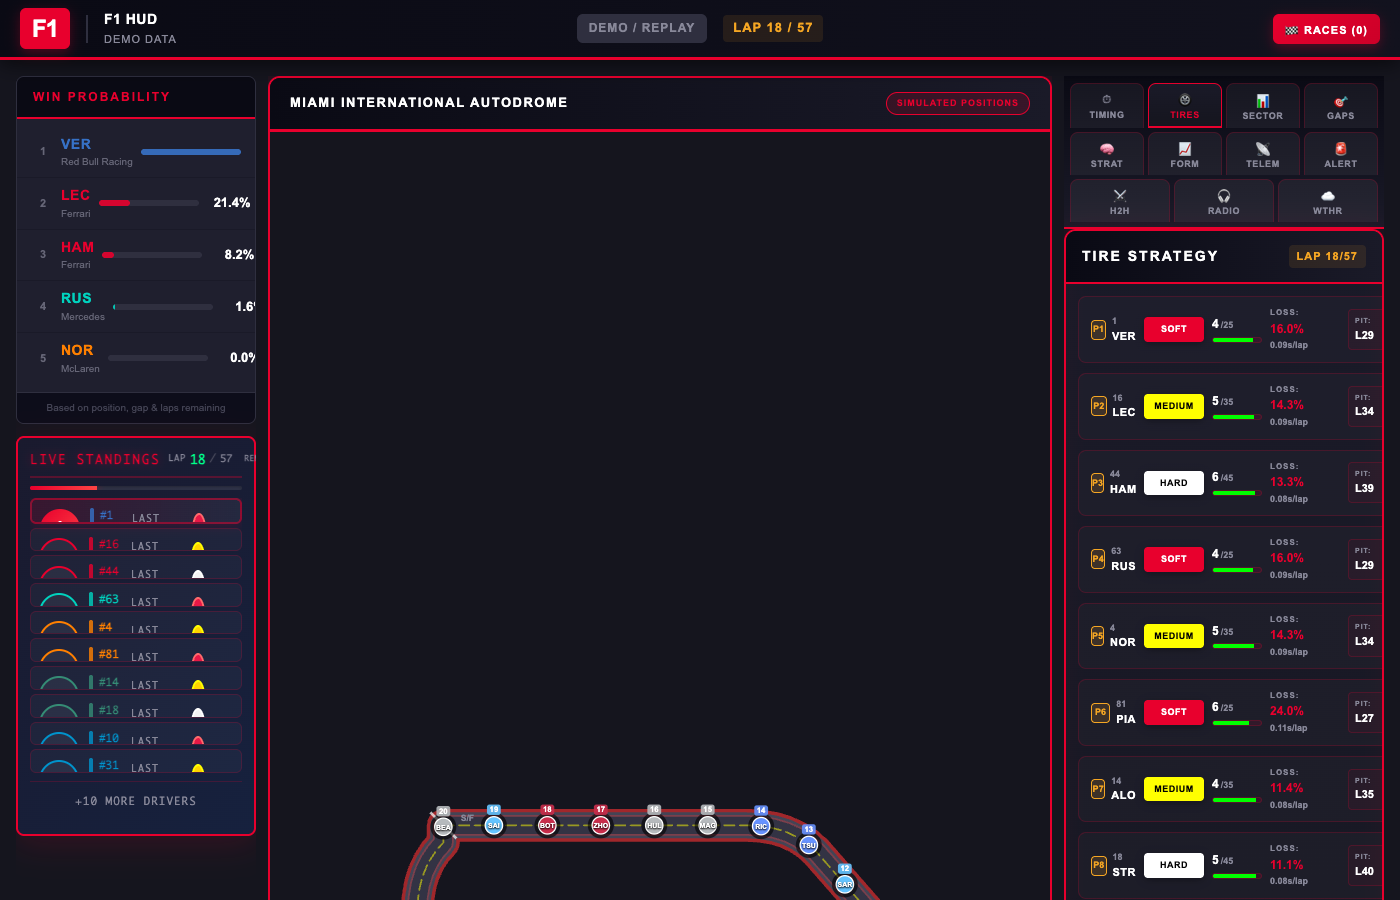 F1
F1 HUD
DEMO DATA
DEMO / REPLAY
LAP 18 / 57
RACES (0)
WIN PROBABILITY
1
VER
Red Bull Racing
2
LEC
Ferrari
21.4%
3
HAM
Ferrari
8.2%
4
RUS
Mercedes
1.6
5
NOR
McLaren
0.0%
Based on position, gap & laps remaining
LIVE STANDINGS LAP 18 / 57
#1 LAST
#16 LAST
#44 LAST
#63 LAST
#4 LAST
#81 LAST
#14 LAST
#18 LAST
#10 LAST
#31 LAST
+10 MORE DRIVERS
MIAMI INTERNATIONAL AUTODROME
SIMULATED POSITIONS
S/F
20
BEA
19
SAI
18
BOT
17
ZHO
16
HUL
15
MAG
14
RIC
13
TSU
12
SAR
TIMING
TIRES
SECTOR
GAPS
STRAT
FORM
TELEM
ALERT
H2H
RADIO
WTHR
TIRE STRATEGY
LAP 18/57
P1
1
VER
SOFT
4/25
LOSS:
16.0%
0.09s/lap
PIT:
L29
P2
16
LEC
MEDIUM
5/35
LOSS:
14.3%
0.09s/lap
PIT:
L34
P3
44
HAM
HARD
6/45
LOSS:
13.3%
0.08s/lap
PIT:
L39
P4
63
RUS
SOFT
4/25
LOSS:
16.0%
0.09s/lap
PIT:
L29
P5
4
NOR
MEDIUM
5/35
LOSS:
14.3%
0.09s/lap
PIT:
L34
P6
81
PIA
SOFT
6/25
LOSS:
24.0%
0.11s/lap
PIT:
L27
P7
14
ALO
MEDIUM
4/35
LOSS:
11.4%
0.08s/lap
PIT:
L35
P8
18
STR
HARD
5/45
LOSS:
11.1%
0.08s/lap
PIT:
L40